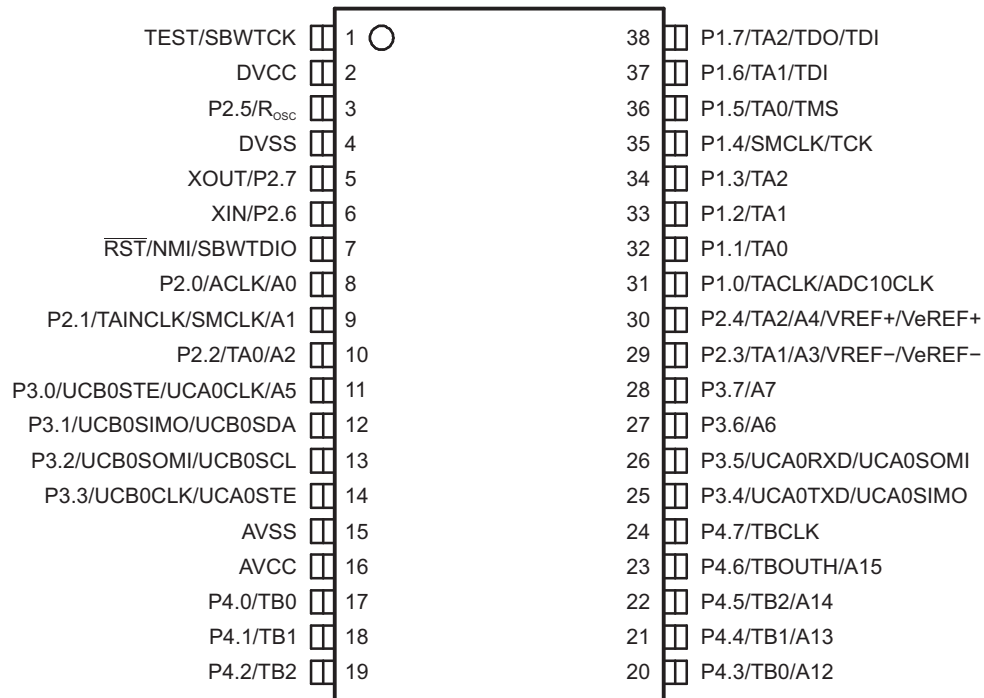 TEST/SBWTCK 1 38 P1.7/TA2/TDO/TDI
DVCC 2 37 P1.6/TA1/TDI
P2.5/ROSC 3 36 P1.5/TA0/TMS
DVSS 4 35 P1.4/SMCLK/TCK
XOUT/P2.7 5 34 P1.3/TA2
XIN/P2.6 6 33 P1.2/TA1
RST/NMI/SBWTDIO 7 32 P1.1/TA0
P2.0/ACLK/A0 8 31 P1.0/TACLK/ADC10CLK
P2.1/TAINCLK/SMCLK/A1 9 30 P2.4/TA2/A4/VREF+/VeREF+
P2.2/TA0/A2 10 29 P2.3/TA1/A3/VREF−/VeREF−
P3.0/UCB0STE/UCA0CLK/A5 11 28 P3.7/A7
P3.1/UCB0SIMO/UCB0SDA 12 27 P3.6/A6
P3.2/UCB0SOMI/UCB0SCL 13 26 P3.5/UCA0RXD/UCA0SOMI
P3.3/UCB0CLK/UCA0STE 14 25 P3.4/UCA0TXD/UCA0SIMO
AVSS 15 24 P4.7/TBCLK
AVCC 16 23 P4.6/TBOUTH/A15
P4.0/TB0 17 22 P4.5/TB2/A14
P4.1/TB1 18 21 P4.4/TB1/A13
P4.2/TB2 19 20 P4.3/TB0/A12